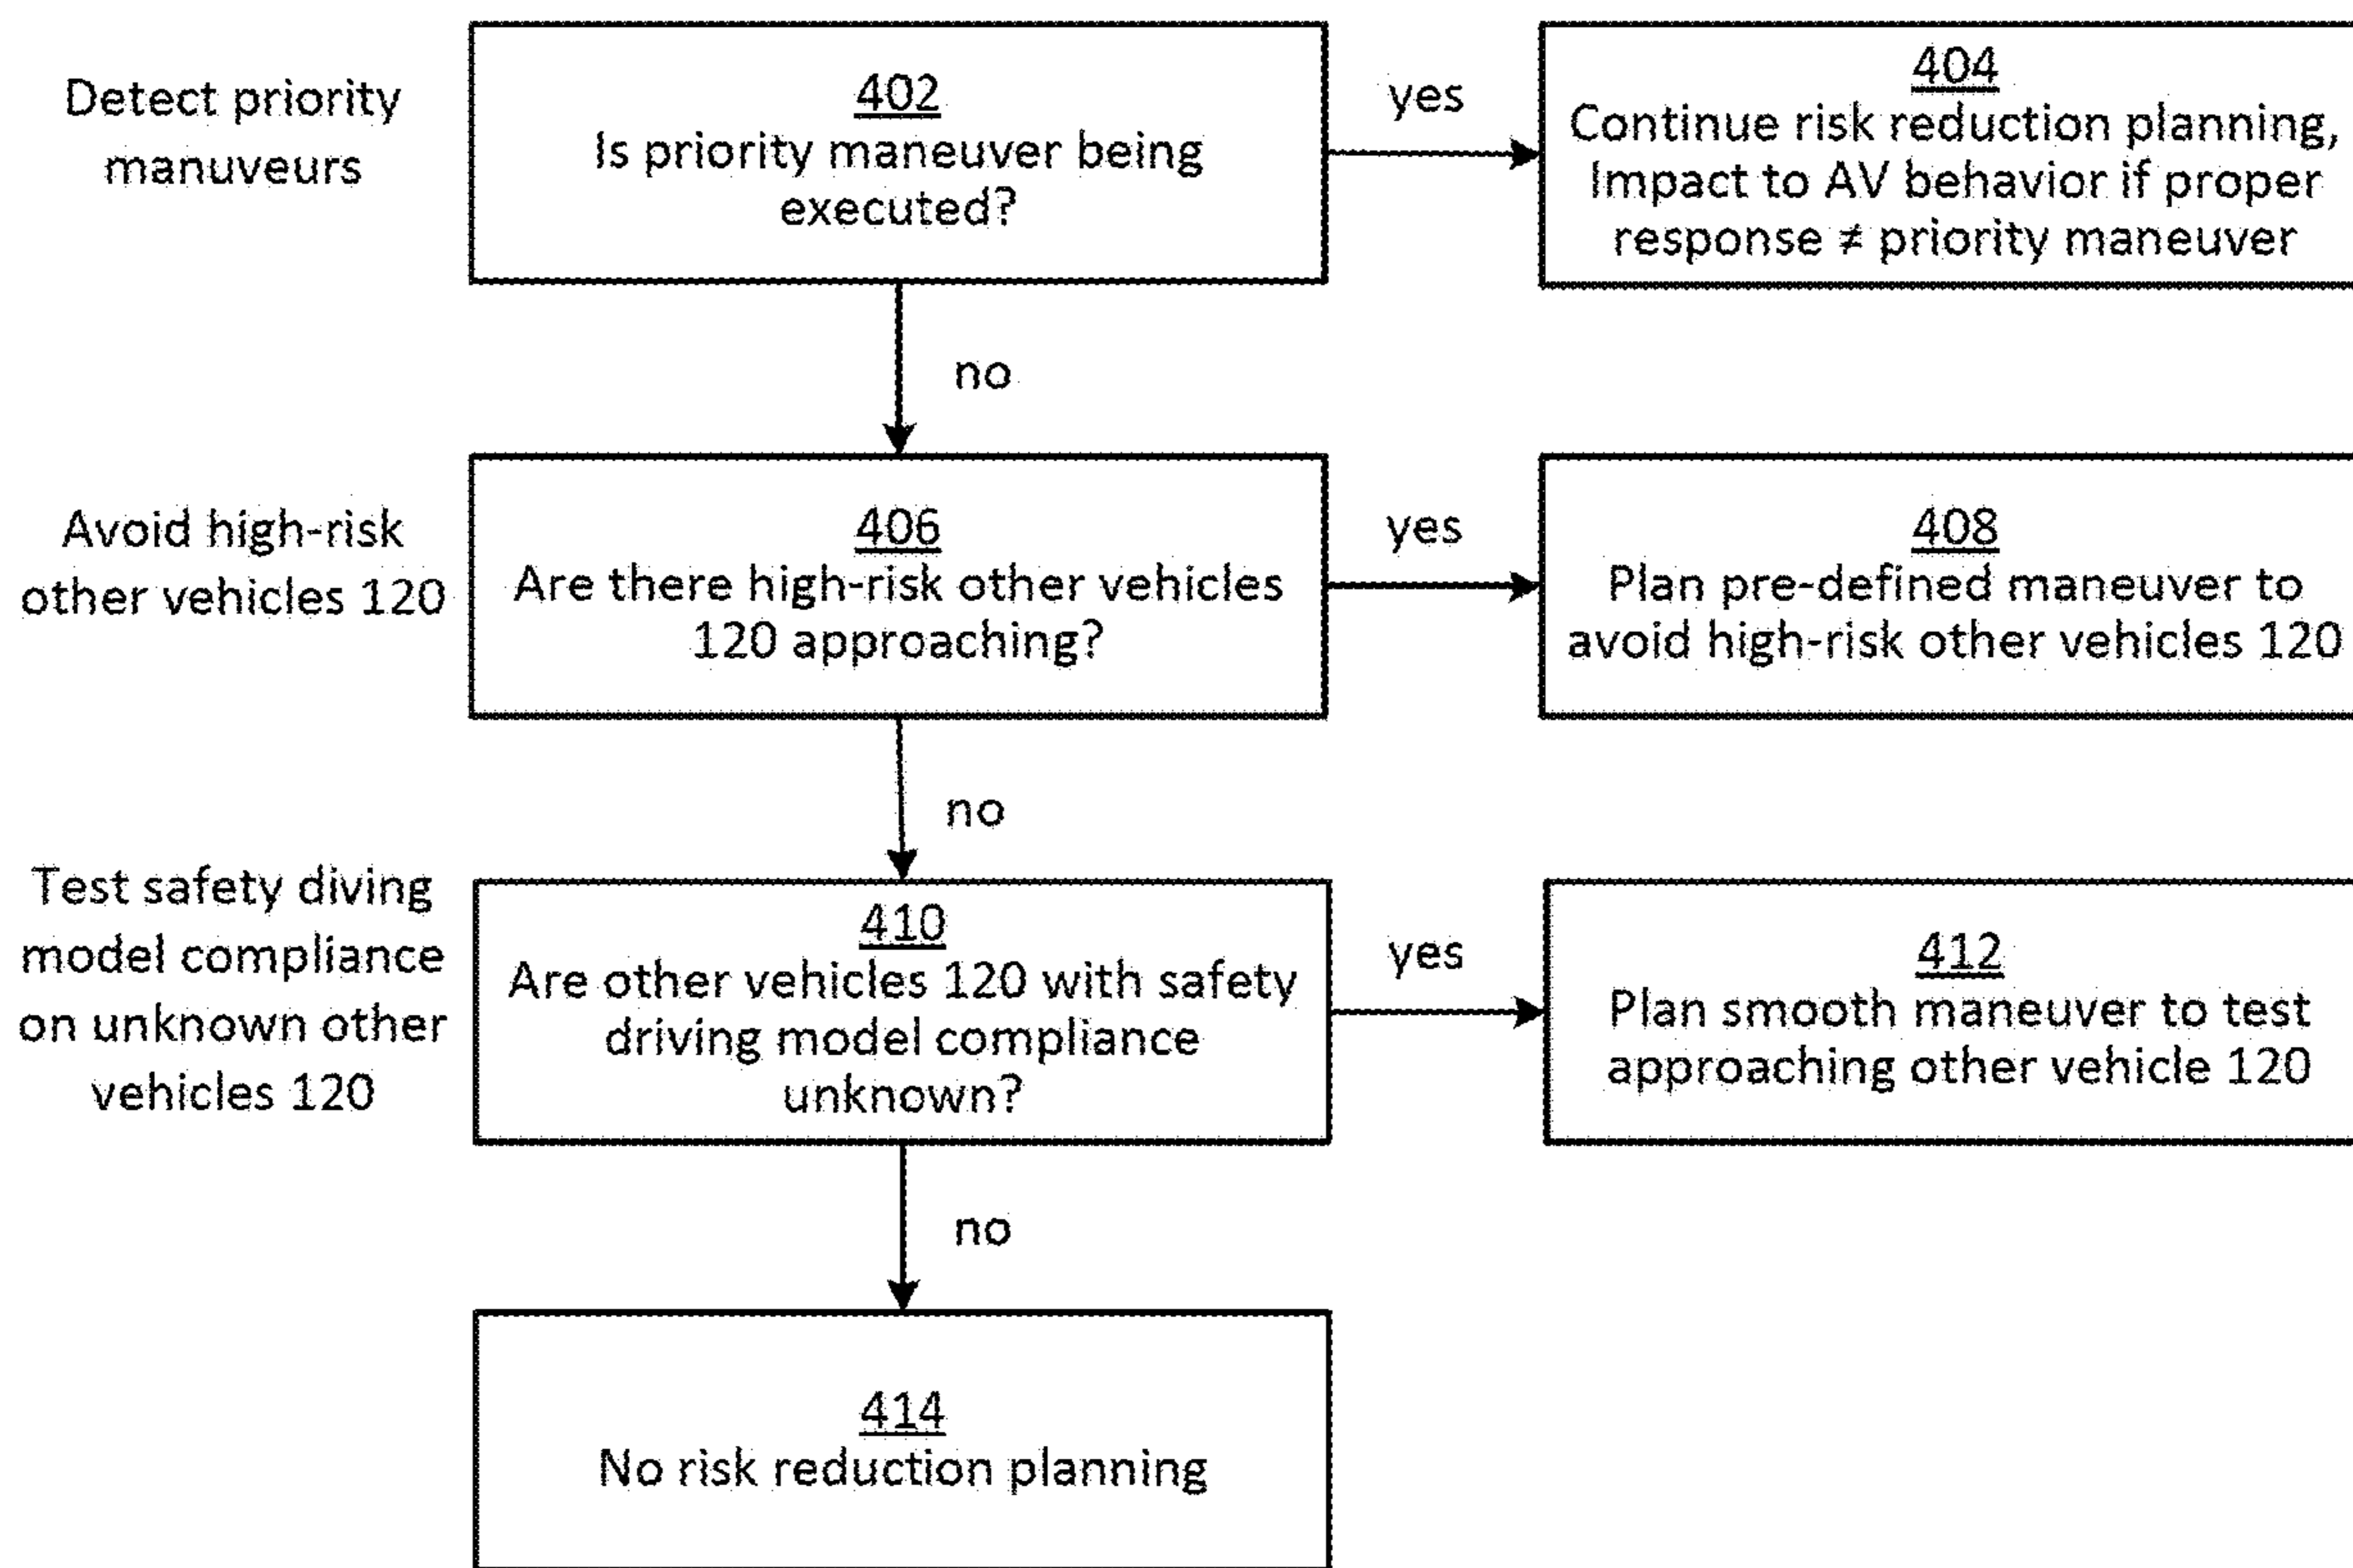 Detect priority
manuveurs
402
Is priority maneuver being
executed?
yes
404
Continue risk reduction planning,
Impact to AV behavior if proper
response ≠ priority maneuver
no
Avoid high-risk
other vehicles 120
406
Are there high-risk other vehicles
120 approaching?
yes
408
Plan pre-defined maneuver to
avoid high-risk other vehicles 120
no
Test safety diving
model compliance
on unknown other
vehicles 120
410
Are other vehicles 120 with safety
driving model compliance
unknown?
yes
412
Plan smooth maneuver to test
approaching other vehicle 120
no
414
No risk reduction planning